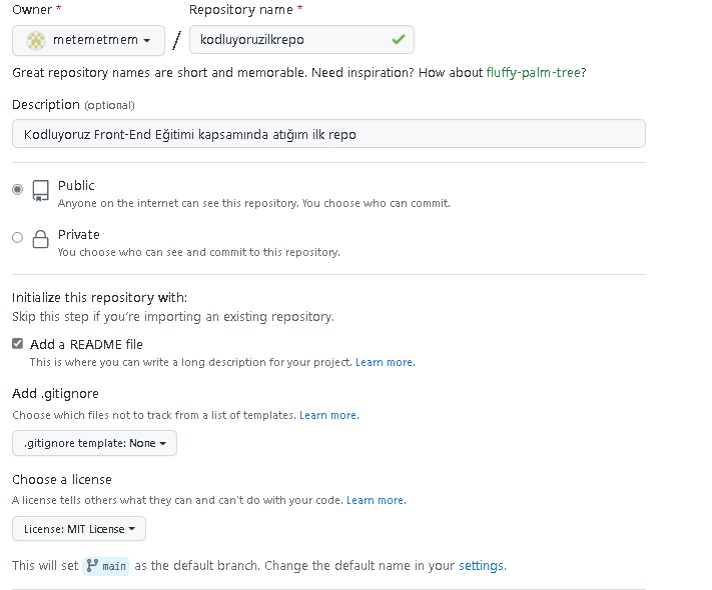 Owner *
Repository name *
metemetmem
/
kodluyoruzilkrepo
Great repository names are short and memorable. Need inspiration? How about fluffy-palm-tree?
Description (optional)
Kodluyoruz Front-End Eğitimi kapsamında atığım ilk repo
Public
Anyone on the internet can see this repository. You choose who can commit.
Private
You choose who can see and commit to this repository.
Initialize this repository with:
Skip this step if you're importing an existing repository.
Add a README file
This is where you can write a long description for your project. Learn more.
Add .gitignore
Choose which files not to track from a list of templates. Learn more.
.gitignore template: None
Choose a license
A license tells others what they can and can't do with your code. Learn more.
License: MIT License
This will set main as the default branch. Change the default name in your settings.